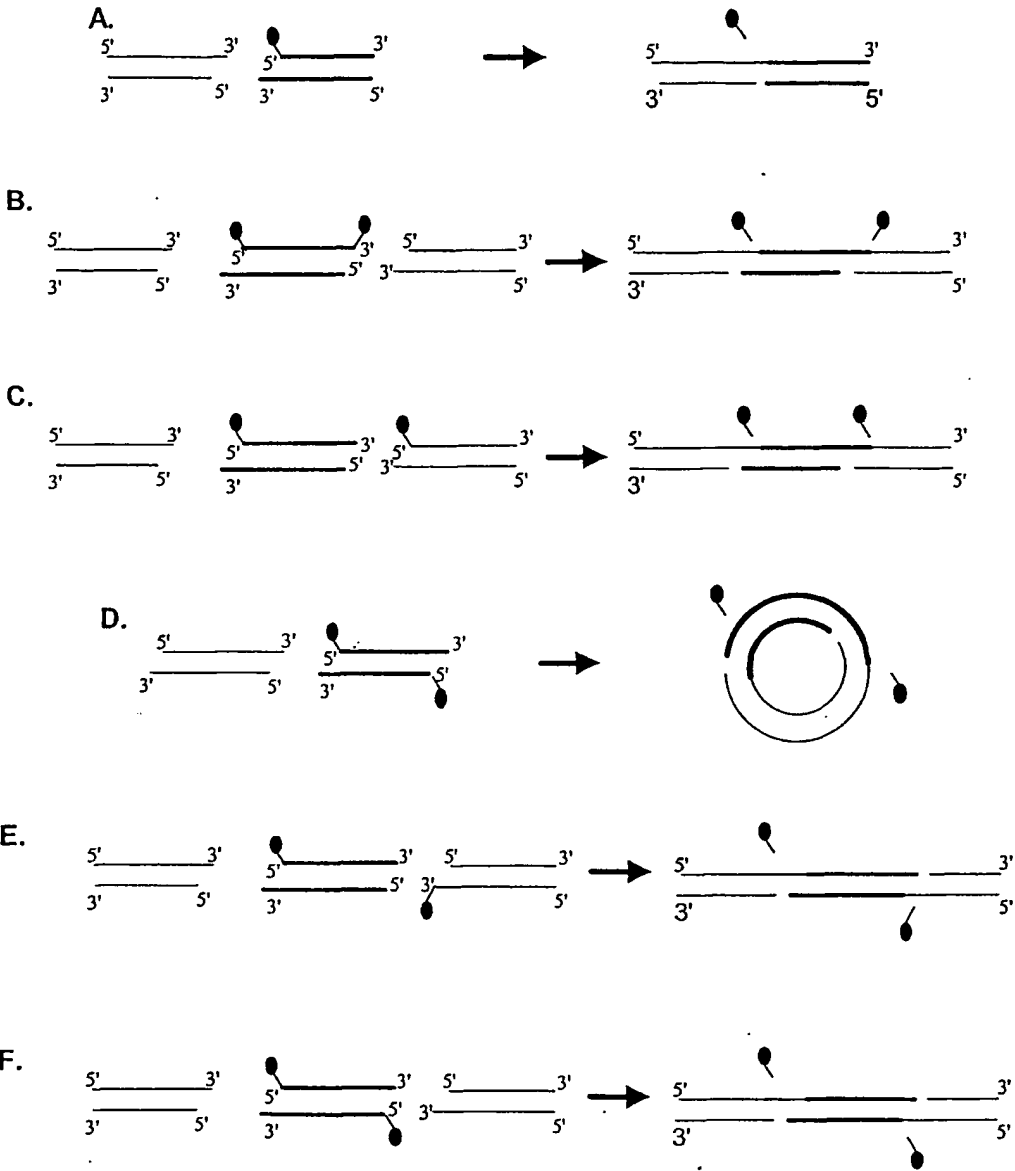 A.
5' 3' 5' 3' 5' 3'
3' 5' 3' 5' 3' 5'
B.
5' 3' 5' 3' 5' 3' 5' 3'
3' 5' 3' 5' 3' 5' 3' 5'
C.
5' 3' 5' 3' 5' 3' 5' 3'
3' 5' 3' 5' 3' 5' 3' 5'
D.
5' 3' 5' 3'
3' 5' 3' 5'
E.
5' 3' 5' 3' 5' 3' 5' 3'
3' 5' 3' 5' 3' 5' 3' 5'
F.
5' 3' 5' 3' 5' 3' 5' 3'
3' 5' 3' 5' 3' 5' 3' 5'